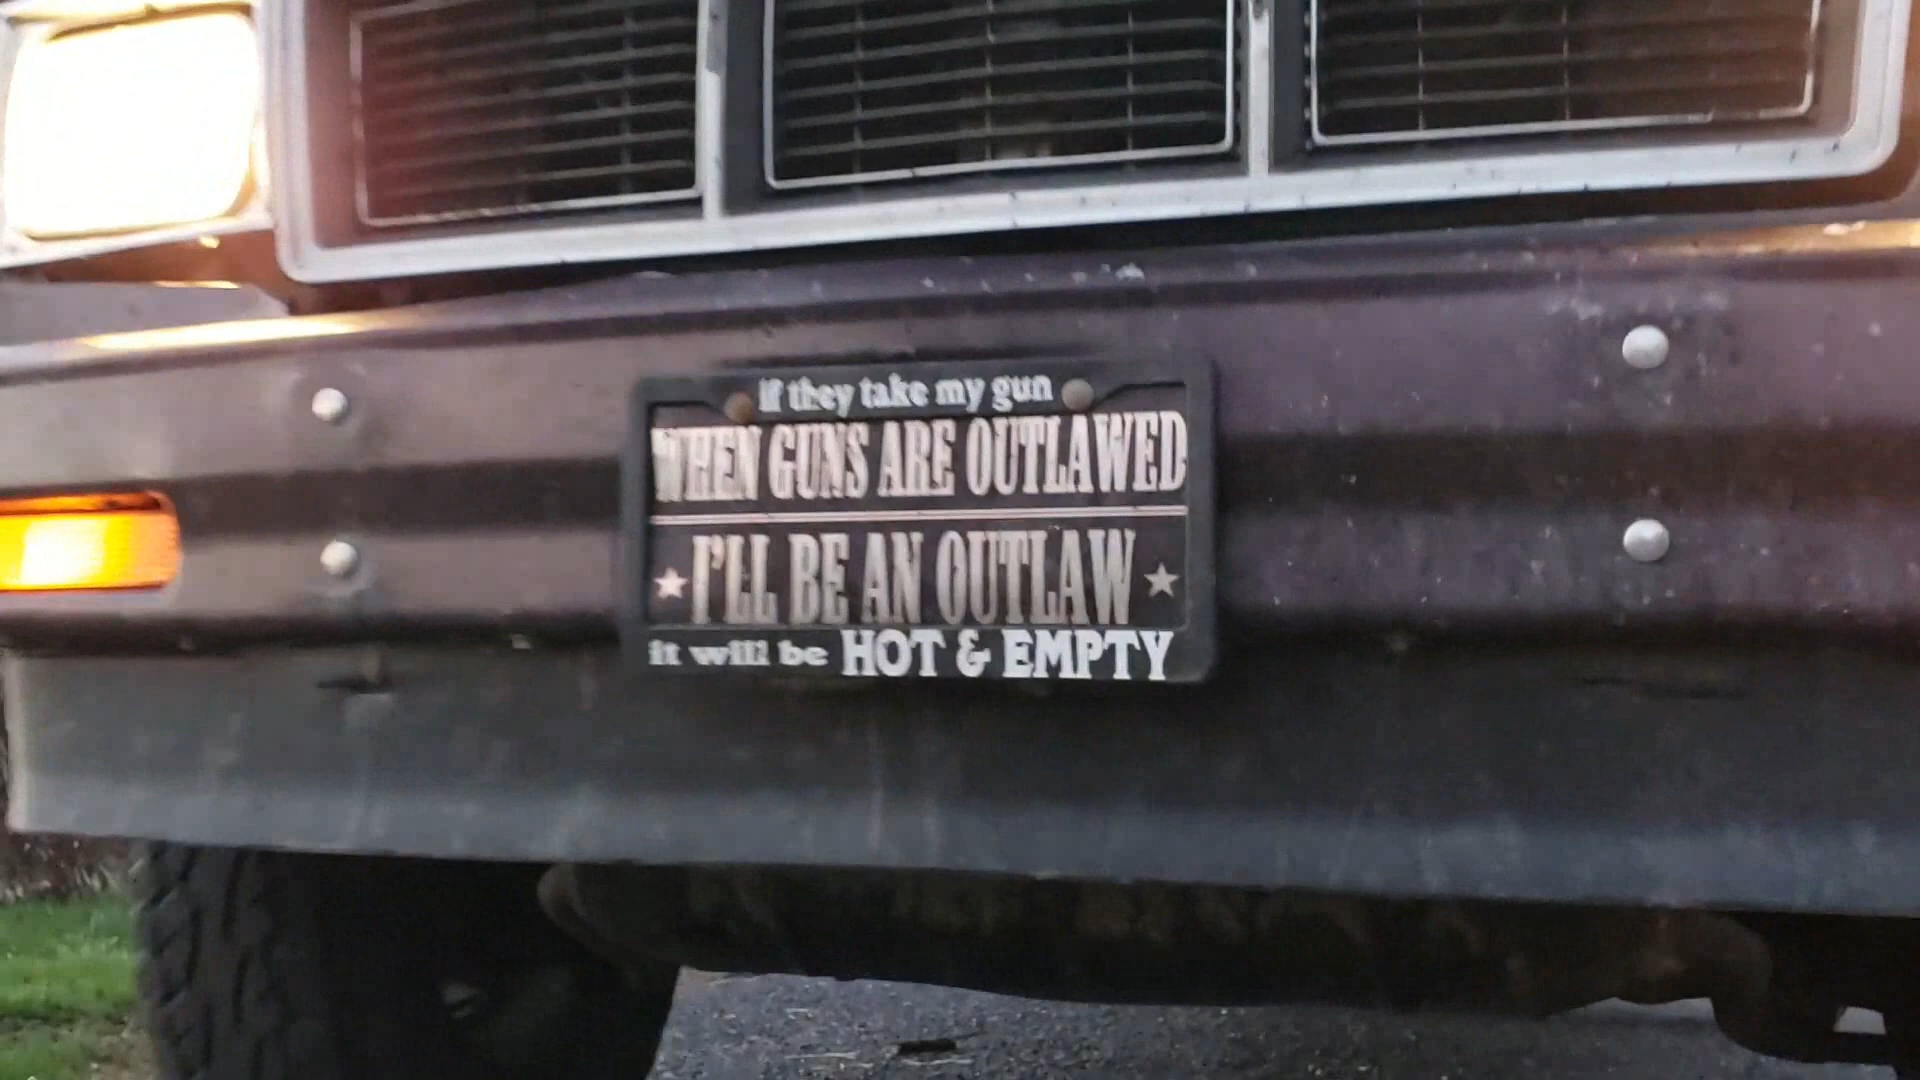 if they take my gun
WHEN GUNS ARE OUTLAWED
I'LL BE AN OUTLAW
it will be HOT & EMPTY